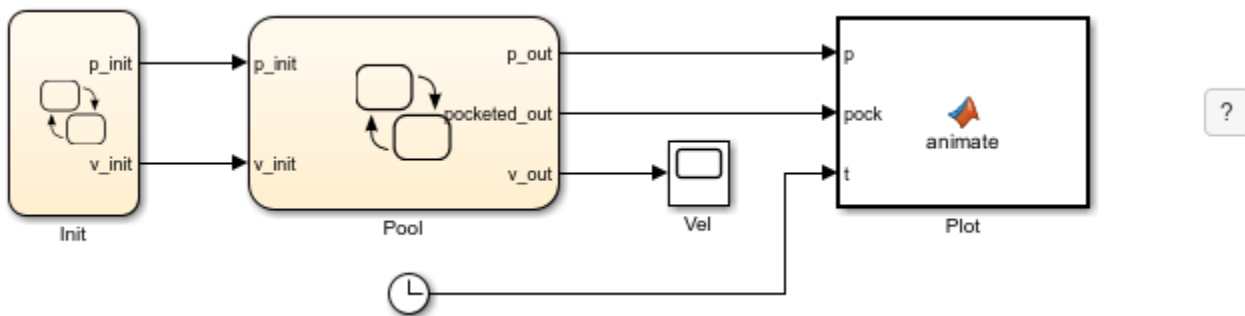 p_init
v_init
Init
p_init
v_init
p_out
pocketed_out
v_out
Pool
Vel
p
pock
t
animate
Plot
?